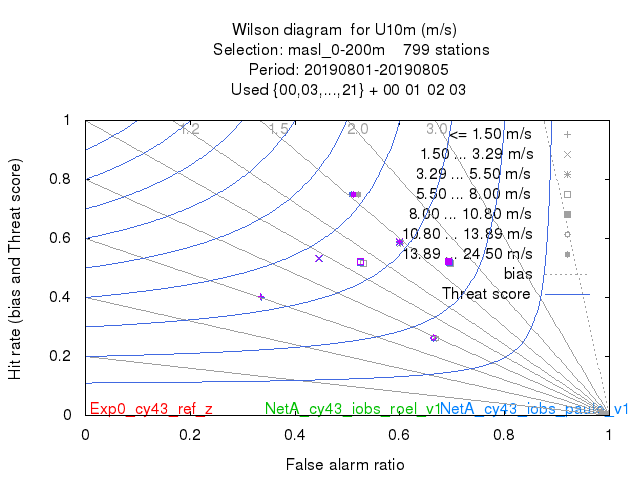 Wilson diagram for U10m (m/s)
Selection: masl_0-200m 799 stations
Period: 20190801-20190805
Used {00,03,...,21} + 00 01 02 03
1.2 1.5 2.0 3.0
<= 1.50 m/s
1.50 ... 3.29 m/s
3.29 ... 5.50 m/s
5.50 ... 8.00 m/s
8.00 ... 10.80 m/s
10.80 ... 13.89 m/s
13.89 ... 24.50 m/s
bias
Threat score
Hit rate (bias and Threat score)
1
0.8
0.6
0.4
0.2
0
Exp0_cy43_ref_z NetA_cy43_iobs_roel_v1 NetA_cy43_iobs_paulo_v1
0 0.2 0.4 0.6 0.8 1
False alarm ratio